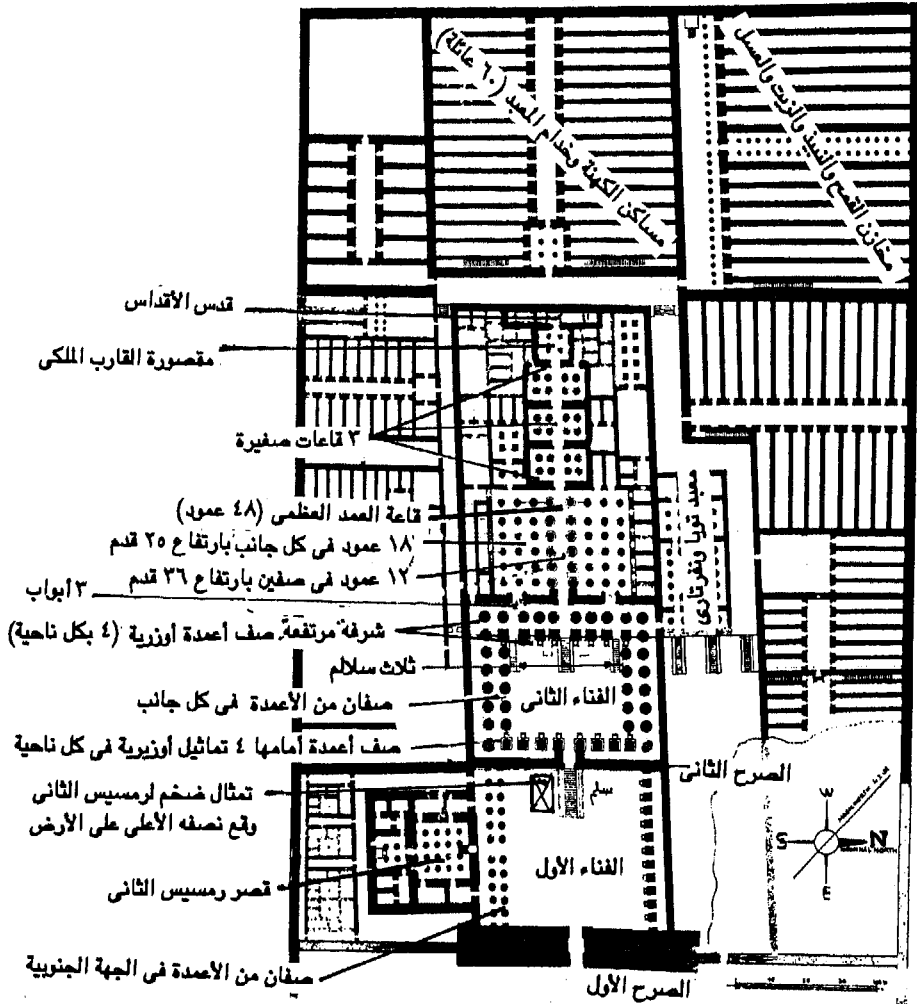 مساكن الكهنة وخدام المعبد (٦٠ عائلة)
مخازن القمح والنبيذ والزيت والعسل
قدس الأقداس
مقصورة القارب الملكى
٣ قاعات صغيرة
قاعة العمد العظمى (٤٨ عمود)
١٨ عمود فى كل جانب بارتفاع ٢٥ قدم
١٢ عمود فى صفين بارتفاع ٣٦ قدم
٣ أبواب
معبد تويا ونفرتارى
شرفة مرتفعة، صف أعمدة أوزرية (٤ بكل ناحية)
ثلاث سلالم
الفناء الثانى
صفان من الأعمدة فى كل جانب
صف أعمدة أمامها ٤ تماثيل أوزيرية فى كل ناحية
الصرح الثانى
تمثال ضخم لرمسيس الثانى
وقع نصفه الأعلى على الأرض
سلم
الفناء الأول
قصر رمسيس الثانى
صفان من الأعمدة فى الجهة الجنوبية
الصرح الأول
W
S
N
E